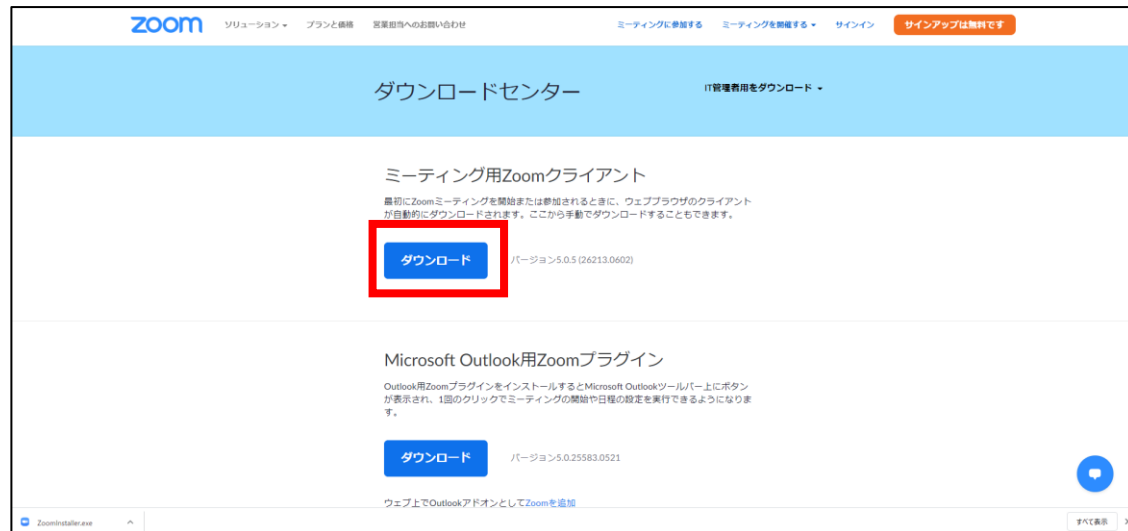 zoom ソリューション プランと価格 営業担当へのお問い合わせ ミーティングに参加する ミーティングを開催する サインイン サインアップは無料です
ダウンロードセンター IT管理者用をダウンロード
ミーティング用Zoomクライアント
最初にZoomミーティングを開始または参加されるときに、ウェブブラウザのクライアント
が自動的にダウンロードされます。ここから手動でダウンロードすることもできます。
ダウンロード バージョン5.0.5 (26213.0602)
Microsoft Outlook用Zoomプラグイン
Outlook用ZoomプラグインをインストールするとMicrosoft Outlookツールバー上にボタン
が表示され、1回のクリックでミーティングの開始や日程の設定を実行できるようになりま
す。
ダウンロード バージョン5.0.25583.0521
ウェブ上でOutlookアドオンとしてZoomを追加
ZoomInstaller.exe すべて表示